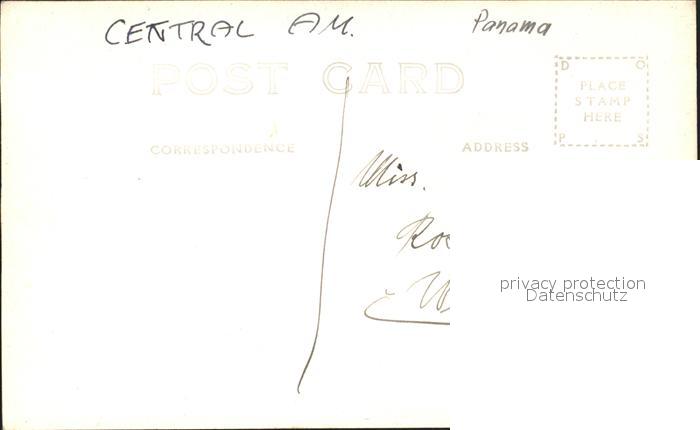 CENTRAL AM. Panama
POST CARD
D O
PLACE
STAMP
HERE
P S
CORRESPONDENCE ADDRESS
Miss.
privacy protection
Datenschutz